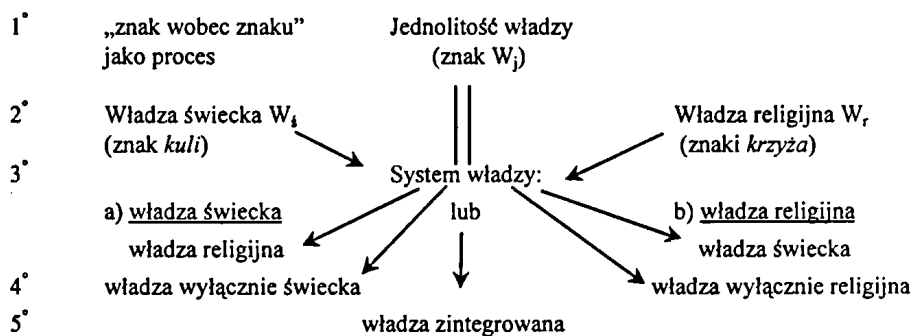 1° „znak wobec znaku” Jednolitość władzy
jako proces (znak Wj)
2° Władza świecka Wś Władza religijna Wr
(znak kuli) (znaki krzyża)
3° System władzy:
a) władza świecka lub b) władza religijna
władza religijna władza świecka
4° władza wyłącznie świecka władza wyłącznie religijna
5° władza zintegrowana